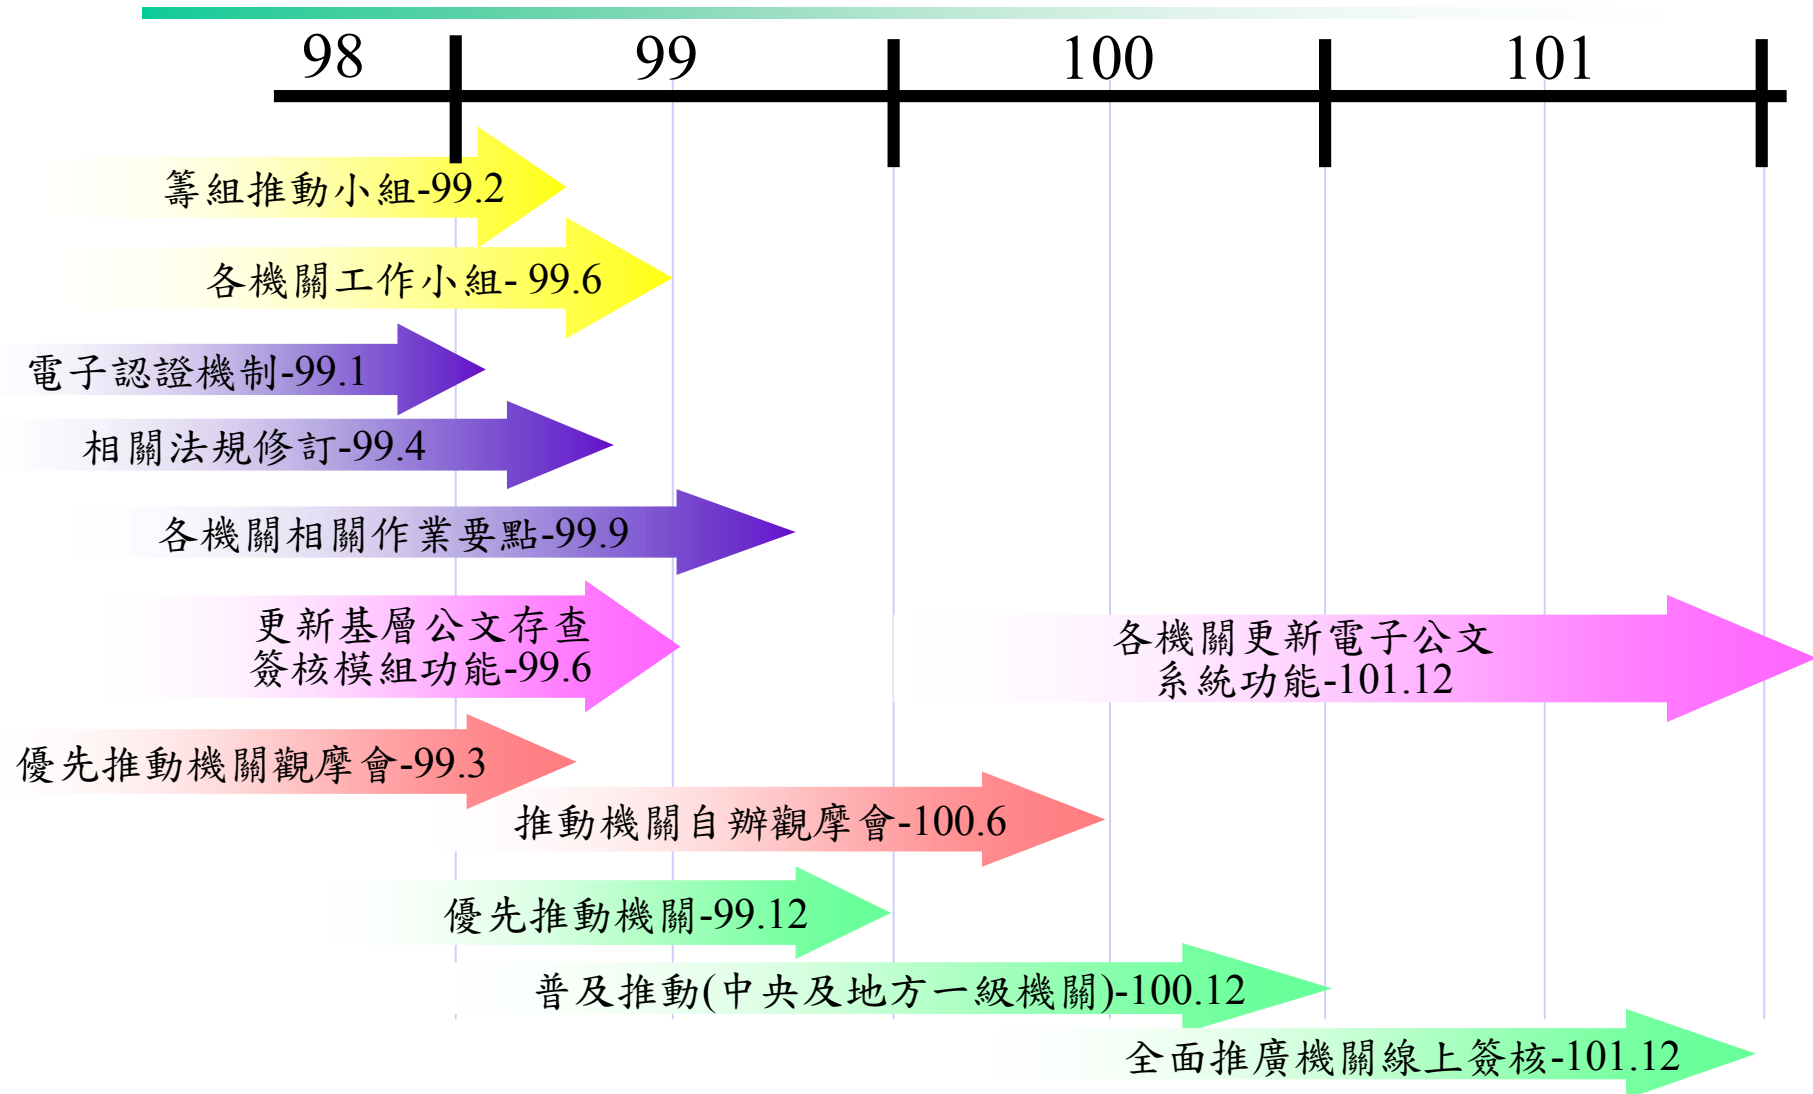 98
99
100
101
籌組推動小組-99.2
各機關工作小組- 99.6
電子認證機制-99.1
相關法規修訂-99.4
各機關相關作業要點-99.9
更新基層公文存查
簽核模組功能-99.6
各機關更新電子公文
系統功能-101.12
優先推動機關觀摩會-99.3
推動機關自辦觀摩會-100.6
優先推動機關-99.12
普及推動(中央及地方一級機關)-100.12
全面推廣機關線上簽核-101.12